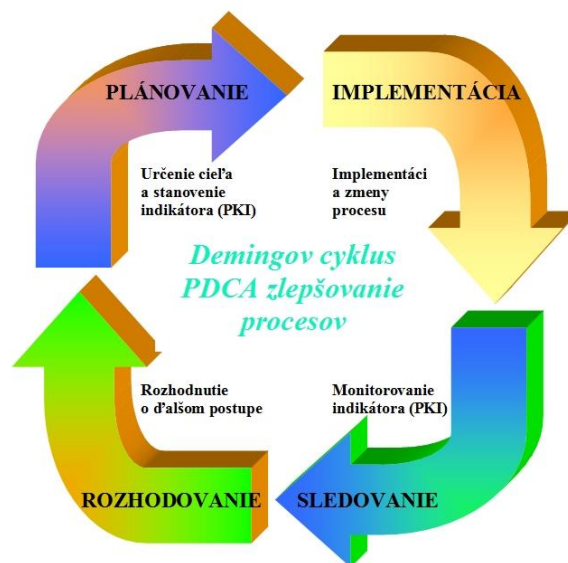 PLÁNOVANIE
IMPLEMENTÁCIA
Určenie cieľa
a stanovenie
indikátora (PKI)
Implementáci
a zmeny
procesu
Demingov cyklus
PDCA zlepšovanie
procesov
Rozhodnutie
o ďalšom postupe
Monitorovanie
indikátora (PKI)
ROZHODOVANIE
SLEDOVANIE